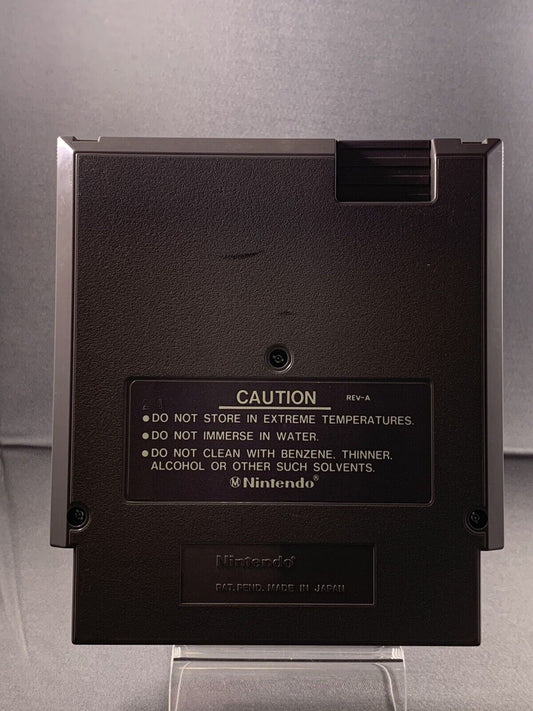 CAUTION REV-A
●DO NOT STORE IN EXTREME TEMPERATURES.
●DO NOT IMMERSE IN WATER.
●DO NOT CLEAN WITH BENZENE, THINNER,
ALCOHOL OR OTHER SUCH SOLVENTS.
Ⓜ Nintendo®
Nintendo®
PAT. PEND. MADE IN JAPAN